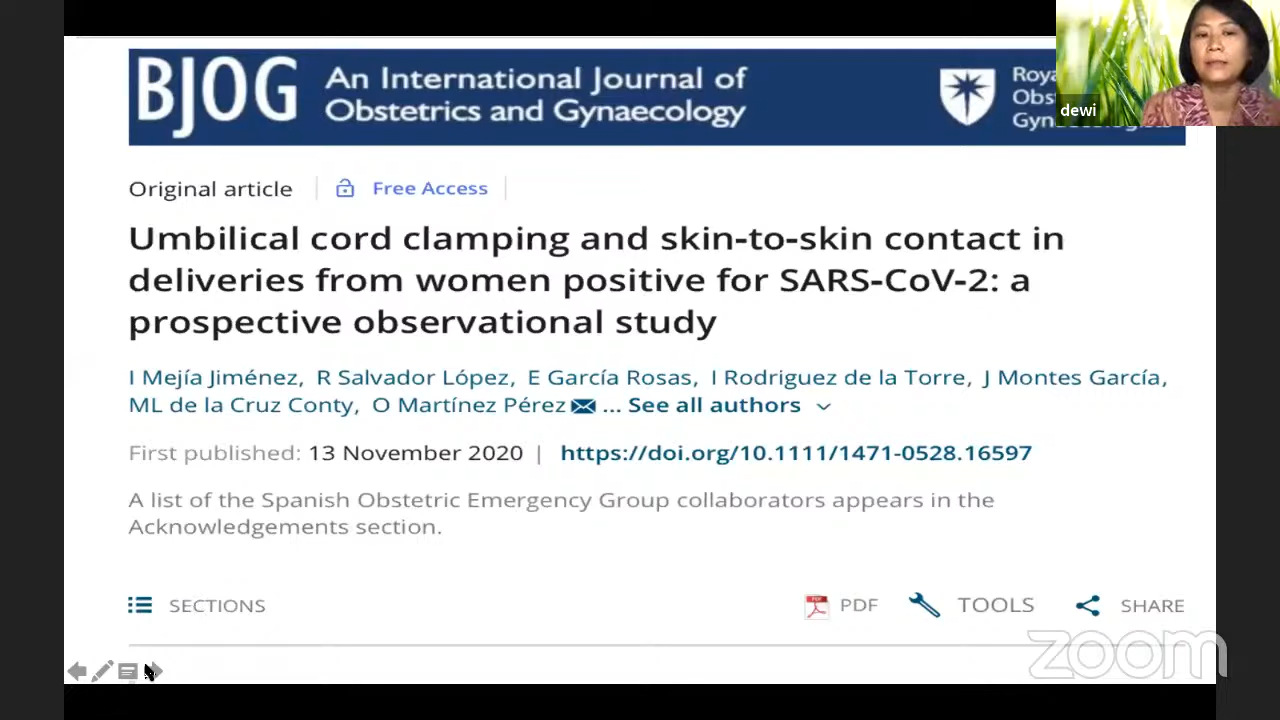 BJOG An International Journal of
Obstetrics and Gynaecology
dewi
Original article
Free Access
Umbilical cord clamping and skin-to-skin contact in
deliveries from women positive for SARS-CoV-2: a
prospective observational study
I Mejía Jiménez, R Salvador López, E García Rosas, I Rodriguez de la Torre, J Montes García,
ML de la Cruz Conty, O Martínez Pérez ... See all authors
First published: 13 November 2020 | https://doi.org/10.1111/1471-0528.16597
A list of the Spanish Obstetric Emergency Group collaborators appears in the
Acknowledgements section.
SECTIONS
PDF
TOOLS
SHARE
zoom